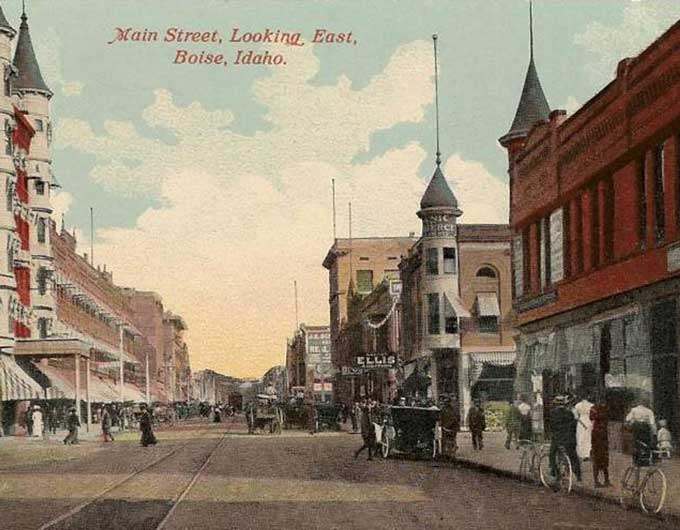 Main Street, Looking East,
Boise, Idaho.
ELLIS